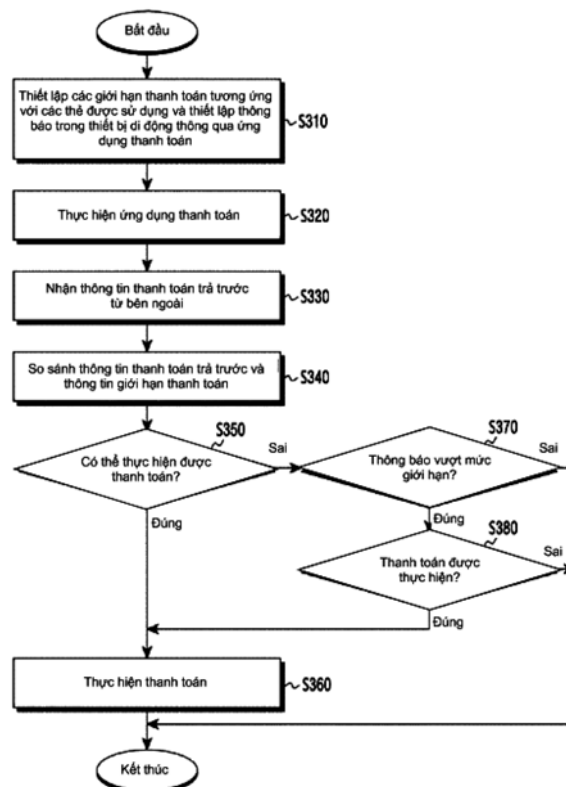 Bắt đầu
Thiết lập các giới hạn thanh toán tương ứng
với các thẻ được sử dụng và thiết lập thông
báo trong thiết bị di động thông qua ứng
dụng thanh toán
S310
Thực hiện ứng dụng thanh toán
S320
Nhận thông tin thanh toán trả trước
từ bên ngoài
S330
So sánh thông tin thanh toán trả trước và
thông tin giới hạn thanh toán
S340
S350
Có thể thực hiện được
thanh toán?
Sai
Đúng
S370
Thông báo vượt mức
giới hạn?
Sai
Đúng
S380
Thanh toán được
thực hiện?
Sai
Đúng
Thực hiện thanh toán
S360
Kết thúc